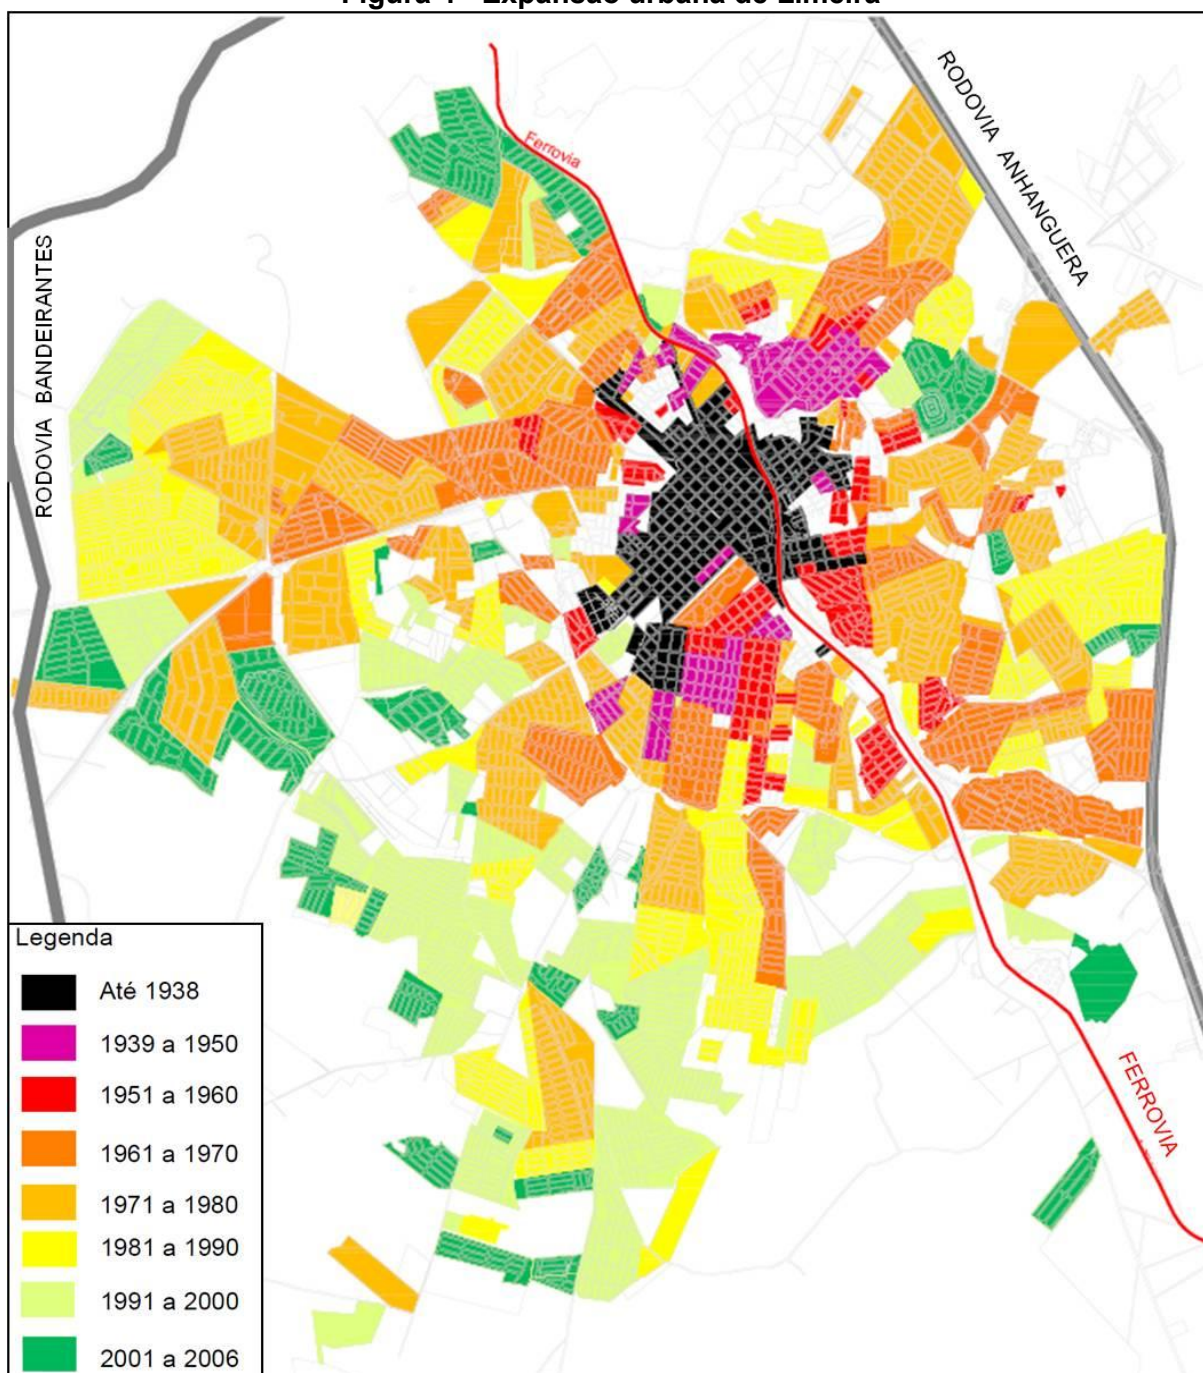 Figura 4 - Expansão urbana de Limeira
RODOVIA ANHANGUERA
Ferrovia
RODOVIA BANDEIRANTES
Legenda
Até 1938
1939 a 1950
1951 a 1960
1961 a 1970
1971 a 1980
1981 a 1990
1991 a 2000
2001 a 2006
FERROVIA